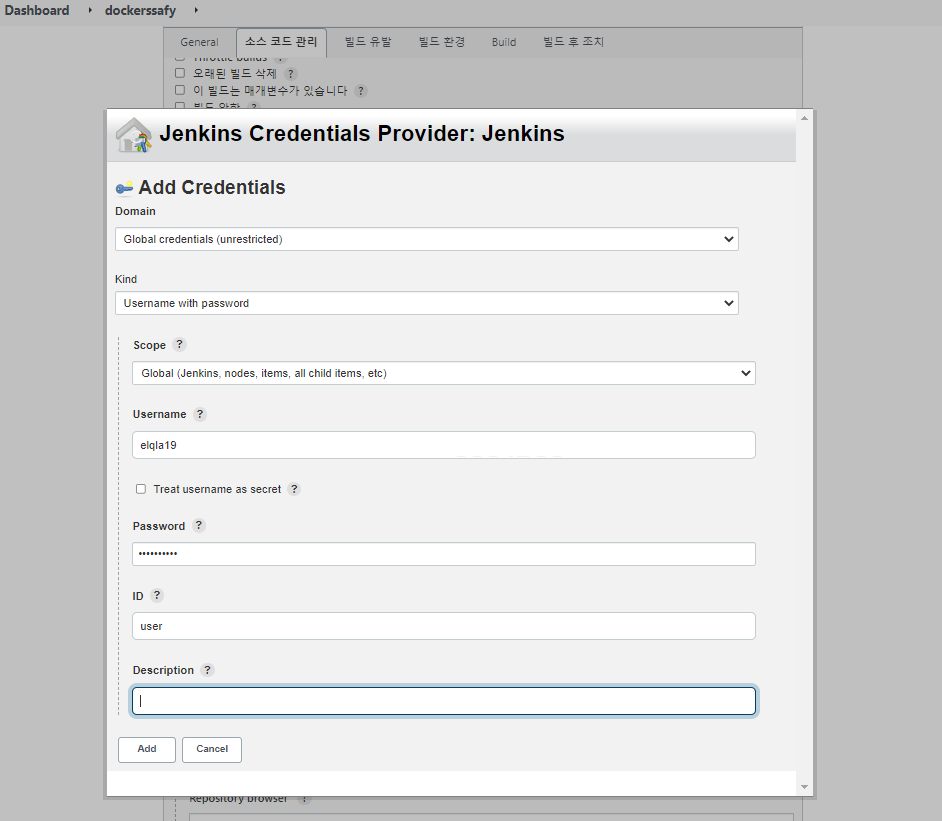 Dashboard ▸ dockerssafy ▸
General 소스 코드 관리 빌드 유발 빌드 환경 Build 빌드 후 조치
Throttle builds ?
오래된 빌드 삭제 ?
이 빌드는 매개변수가 있습니다 ?
빌드 안함 ?
Jenkins Credentials Provider: Jenkins
Add Credentials
Domain
Global credentials (unrestricted)
Kind
Username with password
Scope ?
Global (Jenkins, nodes, items, all child items, etc)
Username ?
elqla19
Treat username as secret ?
Password ?
••••••••••
ID ?
user
Description ?
Add Cancel
Repository browser ?